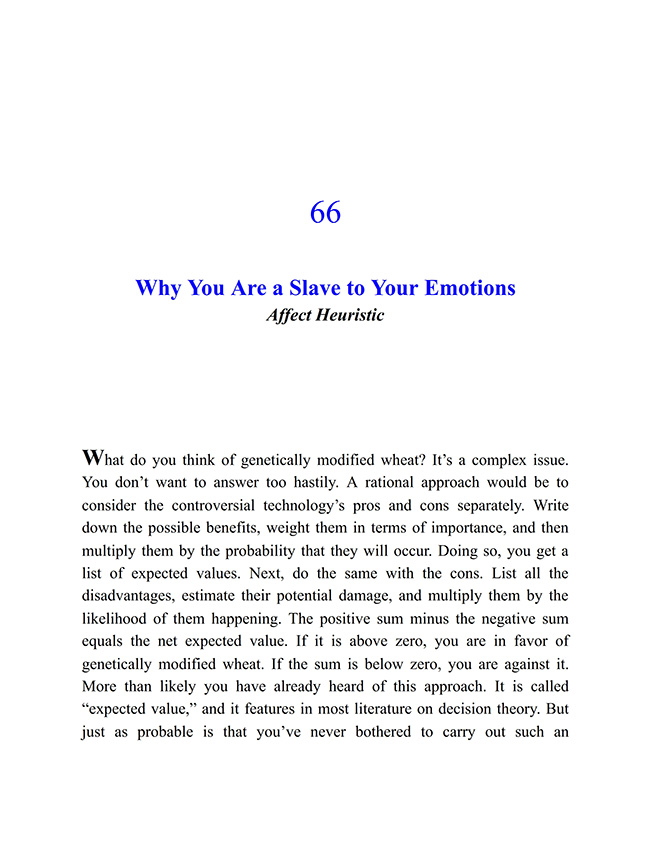 66
Why You Are a Slave to Your Emotions
Affect Heuristic
What do you think of genetically modified wheat? It’s a complex issue.
You don’t want to answer too hastily. A rational approach would be to
consider the controversial technology’s pros and cons separately. Write
down the possible benefits, weight them in terms of importance, and then
multiply them by the probability that they will occur. Doing so, you get a
list of expected values. Next, do the same with the cons. List all the
disadvantages, estimate their potential damage, and multiply them by the
likelihood of them happening. The positive sum minus the negative sum
equals the net expected value. If it is above zero, you are in favor of
genetically modified wheat. If the sum is below zero, you are against it.
More than likely you have already heard of this approach. It is called
“expected value,” and it features in most literature on decision theory. But
just as probable is that you’ve never bothered to carry out such an